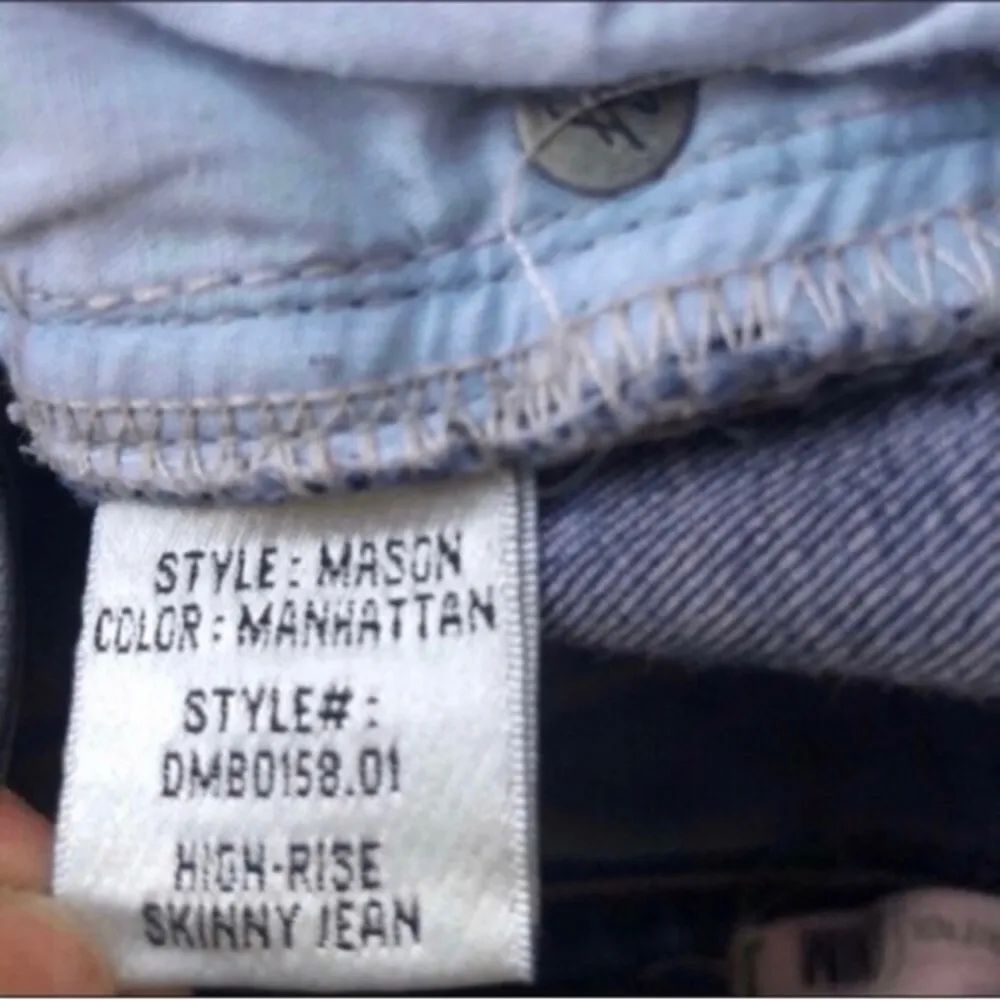 STYLE: MASON
COLOR: MANHATTAN
STYLE#:
DMB0158.01
HIGH-RISE
SKINNY JEAN